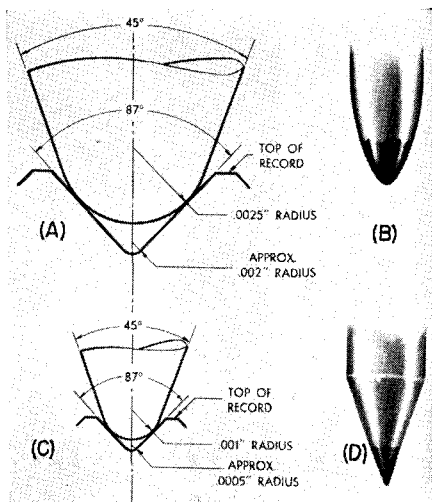 45°
87°
TOP OF
RECORD
.0025" RADIUS
APPROX.
.002" RADIUS
(A)
(B)
45°
87°
TOP OF
RECORD
.001" RADIUS
APPROX.
.0005" RADIUS
(C)
(D)